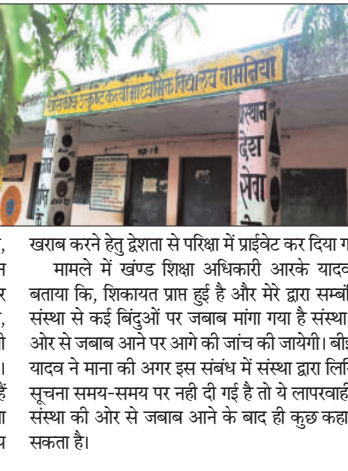 शासकीय उत्कृष्ट कन्या माध्यमिक विद्यालय बामनिया
प्रस्थान
देश
सेवा
के
खराब करने हेतु द्वेशता से परिक्षा में प्राईवेट कर दिया ग
मामले में खंण्ड शिक्षा अधिकारी आरके यादव
बताया कि, शिकायत प्राप्त हुई है और मेरे द्वारा सम्बं
संस्था से कई बिंदुओं पर जबाब मांगा गया है संस्था
ओर से जबाब आने पर आगे की जांच की जायेगी। बीई
यादव ने माना की अगर इस संबंध में संस्था द्वारा लि
सूचना समय-समय पर नही दी गई है तो ये लापरवाही
संस्था की ओर से जबाब आने के बाद ही कुछ कहा
सकता है।